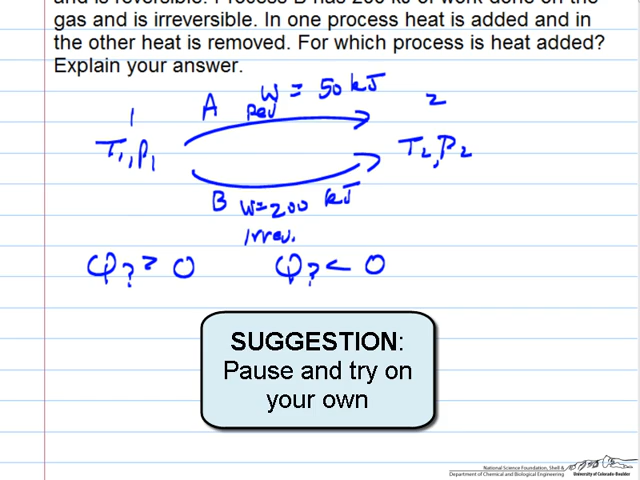 and is reversible. Process B has 200 kJ of work done on the
gas and is irreversible. In one process heat is added and in
the other heat is removed. For which process is heat added?
Explain your answer.
1 A W = 50 kJ 2
rev
T1, P1 T2, P2
B W=200 kJ
irrev.
Q? > 0 Q? < 0
SUGGESTION:
Pause and try on
your own
National Science Foundation, Shell &
Department of Chemical and Biological Engineering
University of Colorado Boulder